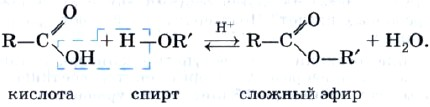 R—C(=O)—OH + H—OR′ ⇌ (H⁺) R—C(=O)—O—R′ + H₂O.
кислота спирт сложный эфир